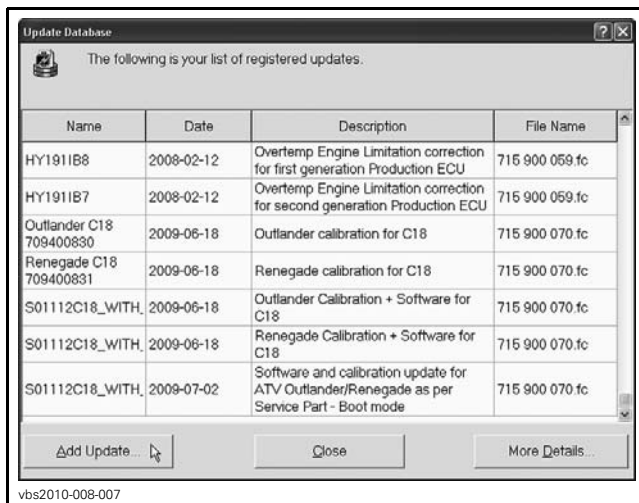 Update Database
The following is your list of registered updates.
Name Date Description File Name
HY191IB8 2008-02-12 Overtemp Engine Limitation correction for first generation Production ECU 715 900 059.fc
HY191IB7 2008-02-12 Overtemp Engine Limitation correction for second generation Production ECU 715 900 059.fc
Outlander C18 709400830 2009-06-18 Outlander calibration for C18 715 900 070.fc
Renegade C18 709400831 2009-06-18 Renegade calibration for C18 715 900 070.fc
S01112C18_WITH_ 2009-06-18 Outlander Calibration + Software for C18 715 900 070.fc
S01112C18_WITH_ 2009-06-18 Renegade Calibration + Software for C18 715 900 070.fc
S01112C18_WITH_ 2009-07-02 Software and calibration update for ATV Outlander/Renegade as per Service Part - Boot mode 715 900 070.fc
Add Update... Close More Details...
vbs2010-008-007